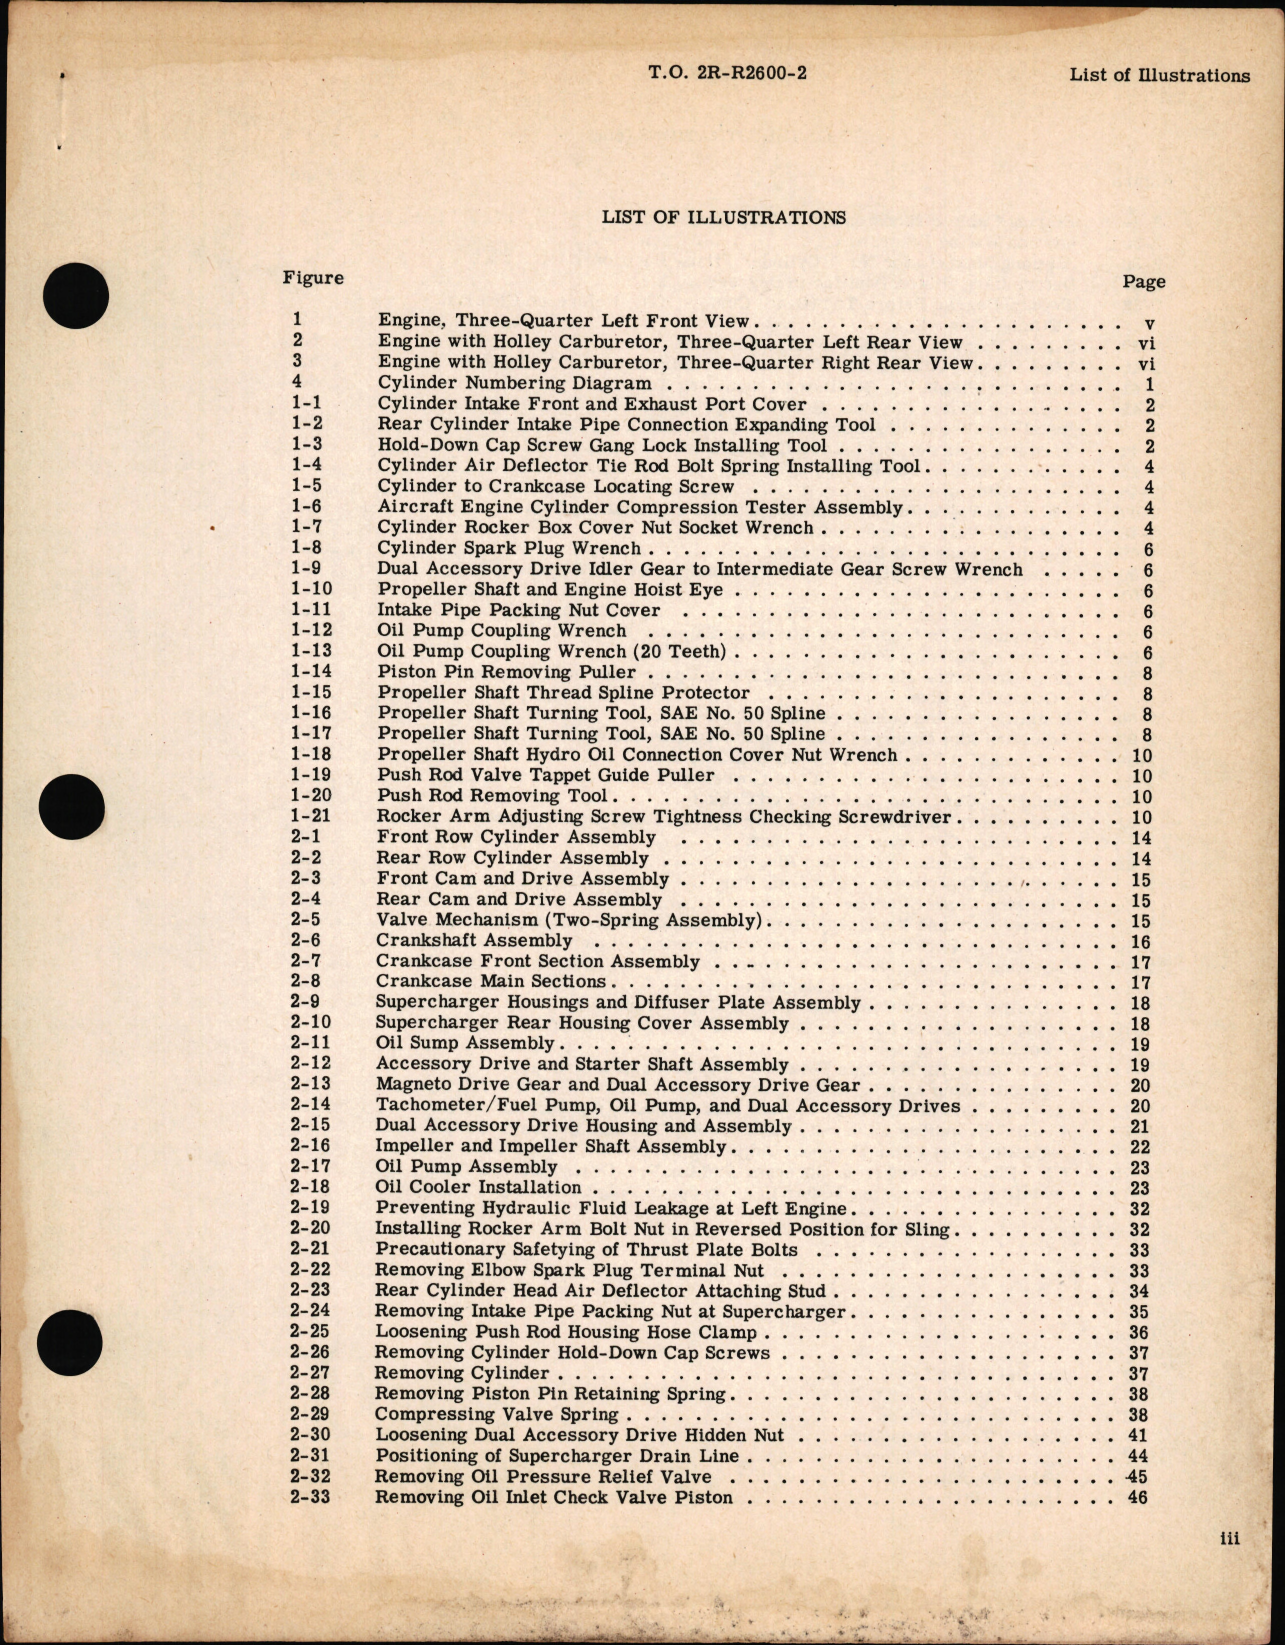 T.O. 2R-R2600-2 List of Illustrations
LIST OF ILLUSTRATIONS
Figure Page
1 Engine, Three-Quarter Left Front View . . . . . . . . . . . . . . . . . . . . . . v
2 Engine with Holley Carburetor, Three-Quarter Left Rear View . . . . . . . . . vi
3 Engine with Holley Carburetor, Three-Quarter Right Rear View . . . . . . . . . vi
4 Cylinder Numbering Diagram . . . . . . . . . . . . . . . . . . . . . . . . . . . 1
1-1 Cylinder Intake Front and Exhaust Port Cover . . . . . . . . . . . . . . . . . . 2
1-2 Rear Cylinder Intake Pipe Connection Expanding Tool . . . . . . . . . . . . . . 2
1-3 Hold-Down Cap Screw Gang Lock Installing Tool . . . . . . . . . . . . . . . . . 2
1-4 Cylinder Air Deflector Tie Rod Bolt Spring Installing Tool . . . . . . . . . . . . 4
1-5 Cylinder to Crankcase Locating Screw . . . . . . . . . . . . . . . . . . . . . . 4
1-6 Aircraft Engine Cylinder Compression Tester Assembly . . . . . . . . . . . . . 4
1-7 Cylinder Rocker Box Cover Nut Socket Wrench . . . . . . . . . . . . . . . . . . 4
1-8 Cylinder Spark Plug Wrench . . . . . . . . . . . . . . . . . . . . . . . . . . . . 6
1-9 Dual Accessory Drive Idler Gear to Intermediate Gear Screw Wrench . . . . . 6
1-10 Propeller Shaft and Engine Hoist Eye . . . . . . . . . . . . . . . . . . . . . . . 6
1-11 Intake Pipe Packing Nut Cover . . . . . . . . . . . . . . . . . . . . . . . . . . 6
1-12 Oil Pump Coupling Wrench . . . . . . . . . . . . . . . . . . . . . . . . . . . . 6
1-13 Oil Pump Coupling Wrench (20 Teeth) . . . . . . . . . . . . . . . . . . . . . . . 6
1-14 Piston Pin Removing Puller . . . . . . . . . . . . . . . . . . . . . . . . . . . . 8
1-15 Propeller Shaft Thread Spline Protector . . . . . . . . . . . . . . . . . . . . . 8
1-16 Propeller Shaft Turning Tool, SAE No. 50 Spline . . . . . . . . . . . . . . . . . 8
1-17 Propeller Shaft Turning Tool, SAE No. 50 Spline . . . . . . . . . . . . . . . . . 8
1-18 Propeller Shaft Hydro Oil Connection Cover Nut Wrench . . . . . . . . . . . . . 10
1-19 Push Rod Valve Tappet Guide Puller . . . . . . . . . . . . . . . . . . . . . . . 10
1-20 Push Rod Removing Tool . . . . . . . . . . . . . . . . . . . . . . . . . . . . . . 10
1-21 Rocker Arm Adjusting Screw Tightness Checking Screwdriver . . . . . . . . . . 10
2-1 Front Row Cylinder Assembly . . . . . . . . . . . . . . . . . . . . . . . . . . 14
2-2 Rear Row Cylinder Assembly . . . . . . . . . . . . . . . . . . . . . . . . . . . 14
2-3 Front Cam and Drive Assembly . . . . . . . . . . . . . . . . . . . . . . . . . . 15
2-4 Rear Cam and Drive Assembly . . . . . . . . . . . . . . . . . . . . . . . . . . 15
2-5 Valve Mechanism (Two-Spring Assembly) . . . . . . . . . . . . . . . . . . . . . 15
2-6 Crankshaft Assembly . . . . . . . . . . . . . . . . . . . . . . . . . . . . . . . 16
2-7 Crankcase Front Section Assembly . . . . . . . . . . . . . . . . . . . . . . . . 17
2-8 Crankcase Main Sections . . . . . . . . . . . . . . . . . . . . . . . . . . . . . . 17
2-9 Supercharger Housings and Diffuser Plate Assembly . . . . . . . . . . . . . . . 18
2-10 Supercharger Rear Housing Cover Assembly . . . . . . . . . . . . . . . . . . . 18
2-11 Oil Sump Assembly . . . . . . . . . . . . . . . . . . . . . . . . . . . . . . . . . 19
2-12 Accessory Drive and Starter Shaft Assembly . . . . . . . . . . . . . . . . . . . 19
2-13 Magneto Drive Gear and Dual Accessory Drive Gear . . . . . . . . . . . . . . . 20
2-14 Tachometer/Fuel Pump, Oil Pump, and Dual Accessory Drives . . . . . . . . . 20
2-15 Dual Accessory Drive Housing and Assembly . . . . . . . . . . . . . . . . . . . 21
2-16 Impeller and Impeller Shaft Assembly . . . . . . . . . . . . . . . . . . . . . . . 22
2-17 Oil Pump Assembly . . . . . . . . . . . . . . . . . . . . . . . . . . . . . . . . 23
2-18 Oil Cooler Installation . . . . . . . . . . . . . . . . . . . . . . . . . . . . . . . 23
2-19 Preventing Hydraulic Fluid Leakage at Left Engine . . . . . . . . . . . . . . . . 32
2-20 Installing Rocker Arm Bolt Nut in Reversed Position for Sling . . . . . . . . . . 32
2-21 Precautionary Safetying of Thrust Plate Bolts . . . . . . . . . . . . . . . . . . 33
2-22 Removing Elbow Spark Plug Terminal Nut . . . . . . . . . . . . . . . . . . . . 33
2-23 Rear Cylinder Head Air Deflector Attaching Stud . . . . . . . . . . . . . . . . . 34
2-24 Removing Intake Pipe Packing Nut at Supercharger . . . . . . . . . . . . . . . . 35
2-25 Loosening Push Rod Housing Hose Clamp . . . . . . . . . . . . . . . . . . . . . 36
2-26 Removing Cylinder Hold-Down Cap Screws . . . . . . . . . . . . . . . . . . . . 37
2-27 Removing Cylinder . . . . . . . . . . . . . . . . . . . . . . . . . . . . . . . . . 37
2-28 Removing Piston Pin Retaining Spring . . . . . . . . . . . . . . . . . . . . . . . 38
2-29 Compressing Valve Spring . . . . . . . . . . . . . . . . . . . . . . . . . . . . . 38
2-30 Loosening Dual Accessory Drive Hidden Nut . . . . . . . . . . . . . . . . . . . 41
2-31 Positioning of Supercharger Drain Line . . . . . . . . . . . . . . . . . . . . . . 44
2-32 Removing Oil Pressure Relief Valve . . . . . . . . . . . . . . . . . . . . . . . 45
2-33 Removing Oil Inlet Check Valve Piston . . . . . . . . . . . . . . . . . . . . . . 46
iii